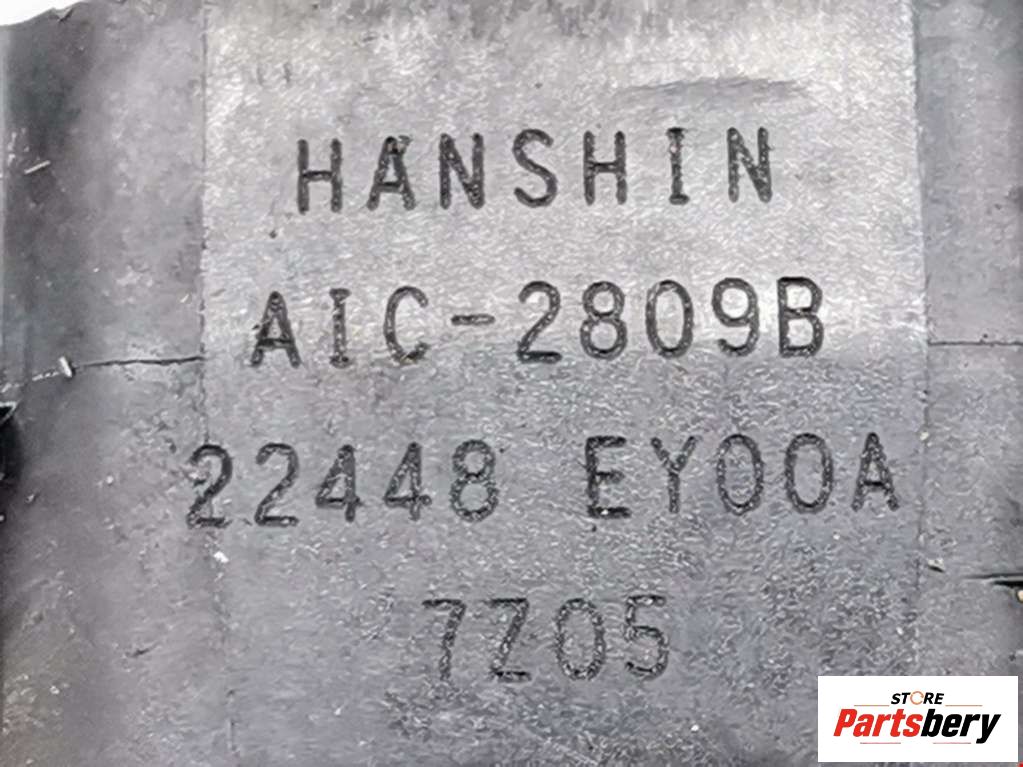 HANSHIN
AIC-2809B
22448 EY00A
7Z05
STORE
Partsbery